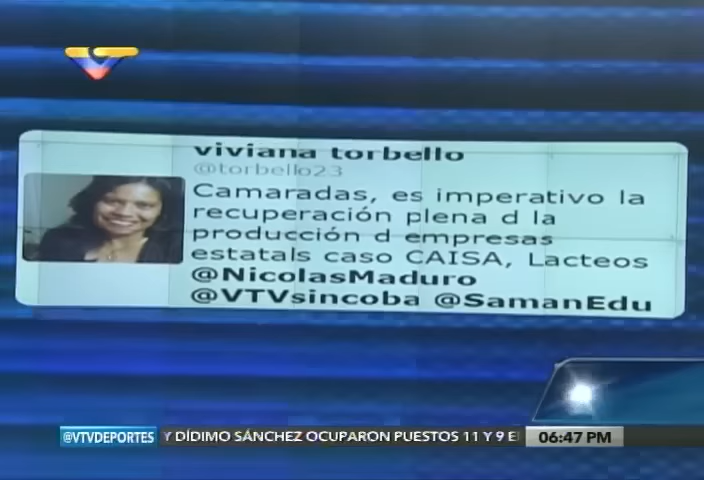 viviana torbello
@torbello23
Camaradas, es imperativo la
recuperación plena d la
producción d empresas
estatals caso CAISA, Lacteos
@NicolasMaduro
@VTVsincoba @SamanEdu
@VTVDEPORTES Y DÍDIMO SÁNCHEZ OCUPARON PUESTOS 11 Y 9 06:47 PM